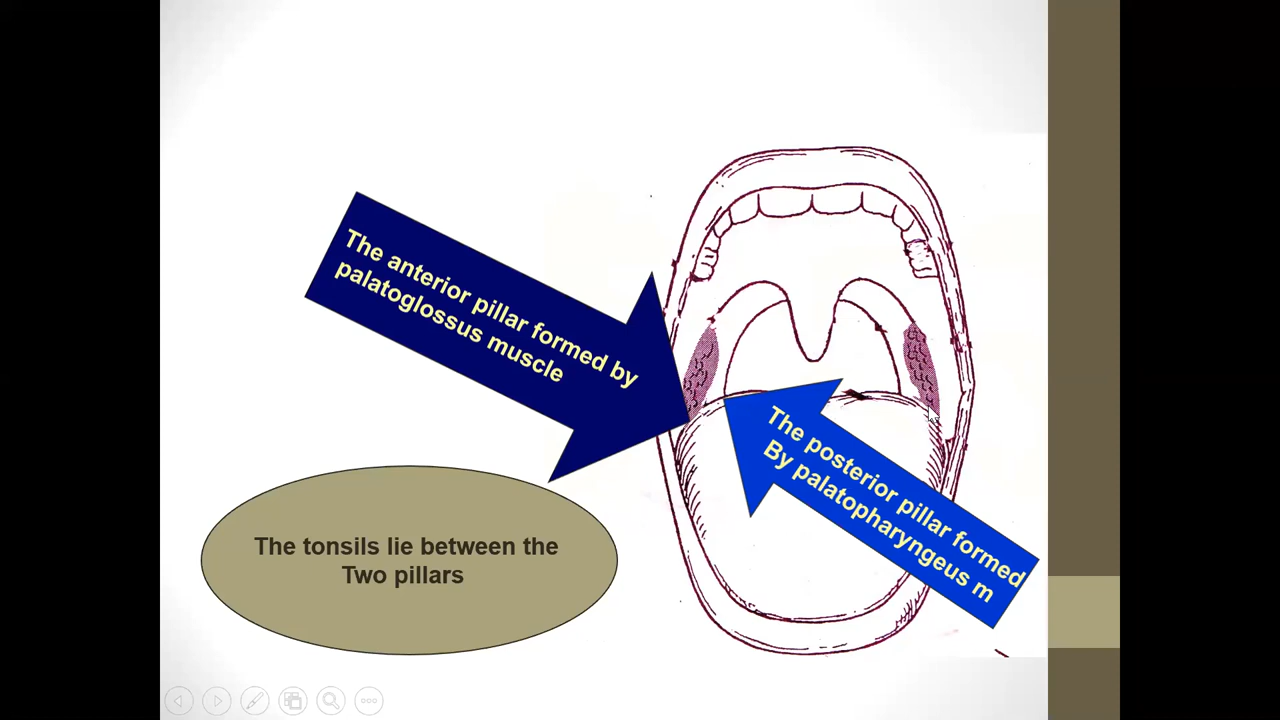 The anterior pillar formed by
palatoglossus muscle
The posterior pillar formed
By palatopharyngeus m
The tonsils lie between the
Two pillars